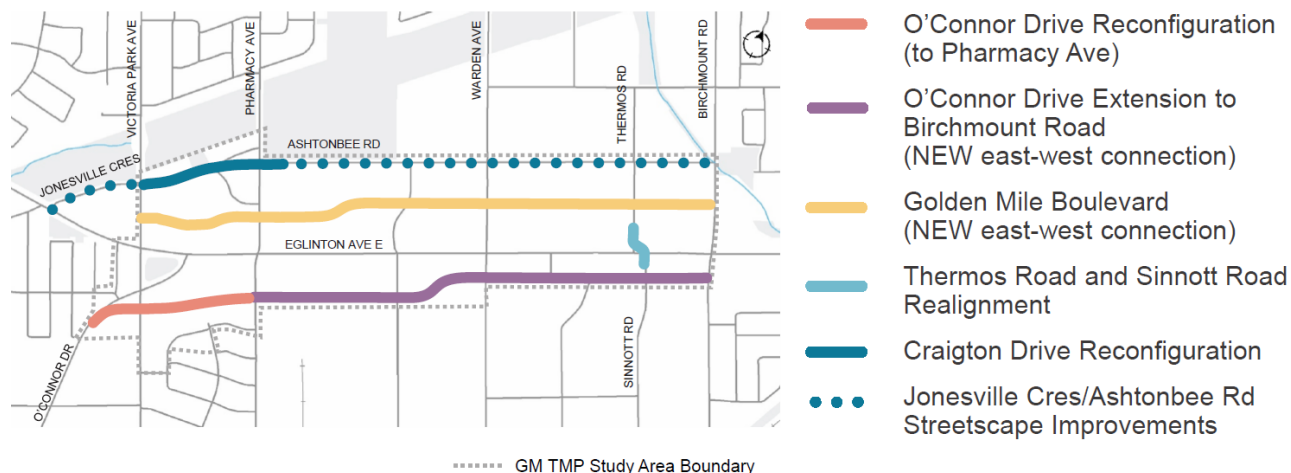 VICTORIA PARK AVE
PHARMACY AVE
WARDEN AVE
THERMOS RD
BIRCHMOUNT RD
JONESVILLE CRES
ASHTONBEE RD
EGLINTON AVE E
O'CONNOR DR
SINNOTT RD
O'Connor Drive Reconfiguration
(to Pharmacy Ave)
O'Connor Drive Extension to
Birchmount Road
(NEW east-west connection)
Golden Mile Boulevard
(NEW east-west connection)
Thermos Road and Sinnott Road
Realignment
Craigton Drive Reconfiguration
Jonesville Cres/Ashtonbee Rd
Streetscape Improvements
GM TMP Study Area Boundary